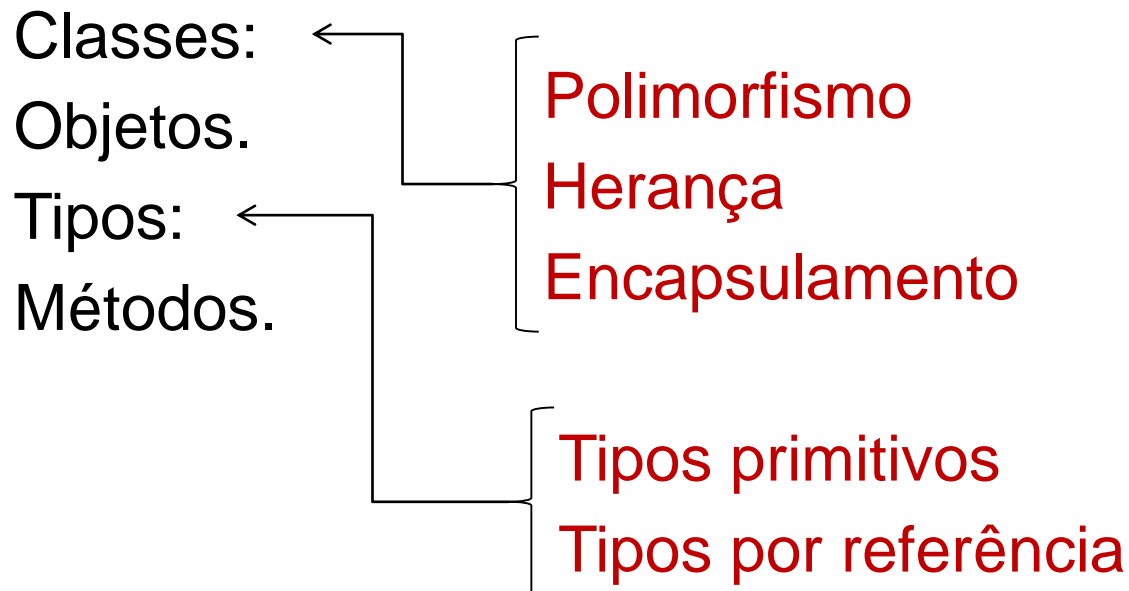 Classes:
Objetos.
Tipos:
Métodos.
Polimorfismo
Herança
Encapsulamento
Tipos primitivos
Tipos por referência